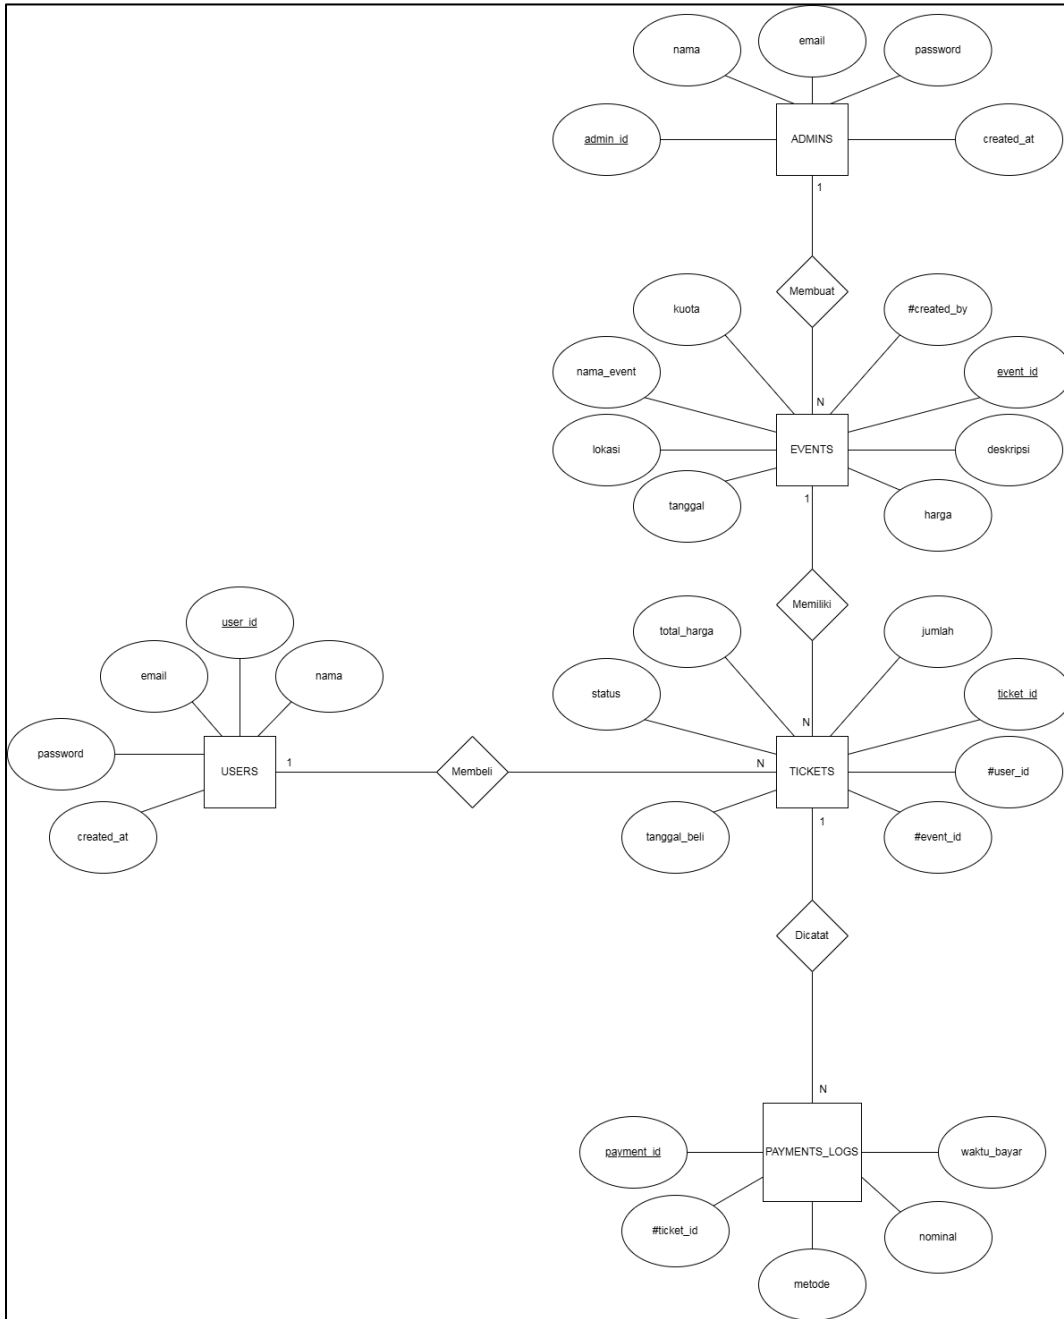 email
nama
password
admin_id
ADMINS
created_at
1
Membuat
kuota
#created_by
nama_event
event_id
N
lokasi
EVENTS
deskripsi
1
tanggal
harga
Memiliki
total_harga
jumlah
user_id
email
nama
status
ticket_id
N
password
USERS
1
Membeli
N
TICKETS
#user_id
created_at
tanggal_beli
1
#event_id
Dicatat
N
payment_id
PAYMENTS_LOGS
waktu_bayar
#ticket_id
nominal
metode